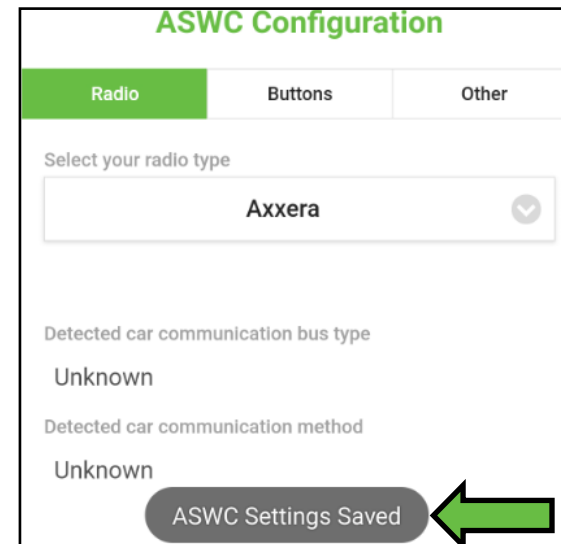 ASWC Configuration
Radio Buttons Other
Select your radio type
Axxera
Detected car communication bus type
Unknown
Detected car communication method
Unknown
ASWC Settings Saved